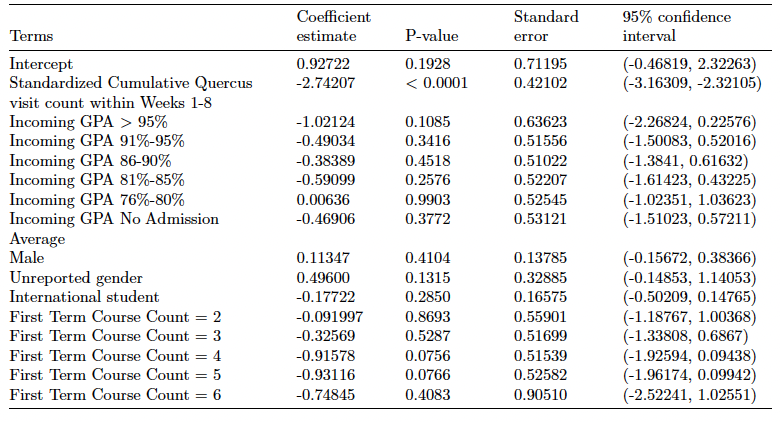 Coefficient Standard 95% confidence
Terms estimate P-value error interval
Intercept 0.92722 0.1928 0.71195 (-0.46819, 2.32263)
Standardized Cumulative Quercus -2.74207 < 0.0001 0.42102 (-3.16309, -2.32105)
visit count within Weeks 1-8
Incoming GPA > 95% -1.02124 0.1085 0.63623 (-2.26824, 0.22576)
Incoming GPA 91%-95% -0.49034 0.3416 0.51556 (-1.50083, 0.52016)
Incoming GPA 86-90% -0.38389 0.4518 0.51022 (-1.3841, 0.61632)
Incoming GPA 81%-85% -0.59099 0.2576 0.52207 (-1.61423, 0.43225)
Incoming GPA 76%-80% 0.00636 0.9903 0.52545 (-1.02351, 1.03623)
Incoming GPA No Admission -0.46906 0.3772 0.53121 (-1.51023, 0.57211)
Average
Male 0.11347 0.4104 0.13785 (-0.15672, 0.38366)
Unreported gender 0.49600 0.1315 0.32885 (-0.14853, 1.14053)
International student -0.17722 0.2850 0.16575 (-0.50209, 0.14765)
First Term Course Count = 2 -0.091997 0.8693 0.55901 (-1.18767, 1.00368)
First Term Course Count = 3 -0.32569 0.5287 0.51699 (-1.33808, 0.6867)
First Term Course Count = 4 -0.91578 0.0756 0.51539 (-1.92594, 0.09438)
First Term Course Count = 5 -0.93116 0.0766 0.52582 (-1.96174, 0.09942)
First Term Course Count = 6 -0.74845 0.4083 0.90510 (-2.52241, 1.02551)